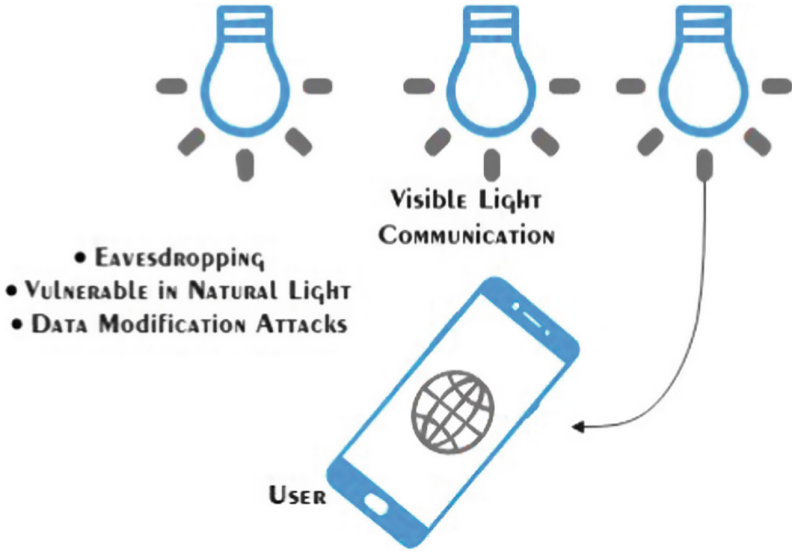 Visible Light
Communication
• Eavesdropping
• Vulnerable in Natural Light
• Data Modification Attacks
User